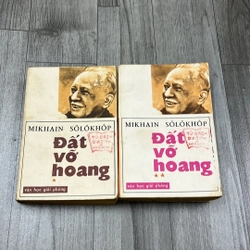 MIKHAIN SÔLÔKHỐP
Đất
vỡ
hoang
*
văn học giải phóng
MIKHAIN SÔLÔKHỐP
Đất
vỡ
hoang
**
văn học giải phóng